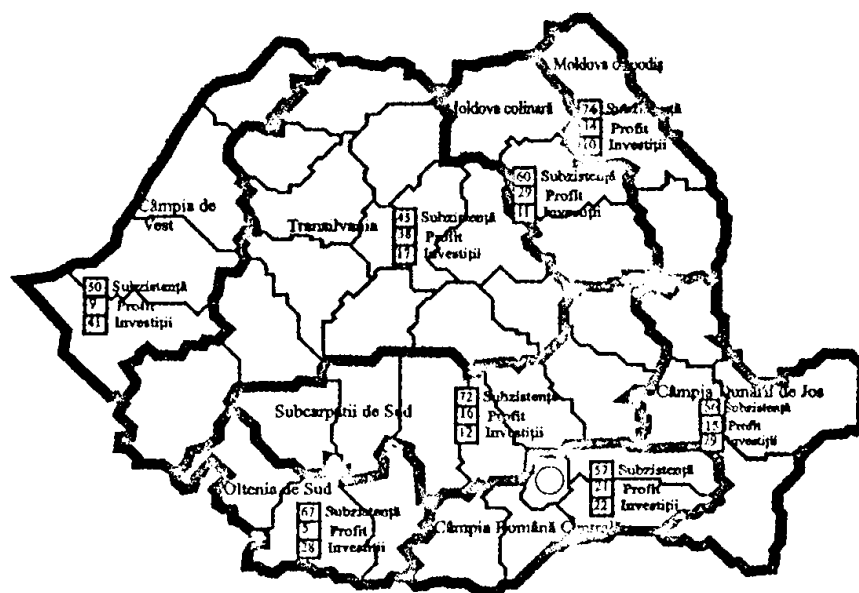 Moldova
Moldova colinară
74 Subzistență
14 Profit
10 Investiții
60 Subzistență
29 Profit
11 Investiții
Câmpia de
Vest
Transilvania
45 Subzistență
38 Profit
17 Investiții
50 Subzistență
9 Profit
41 Investiții
Subcarpații de Sud
72 Subzistență
16 Profit
12 Investiții
Câmpia Dunării de Jos
Subzistență
15 Profit
29 Investiții
Oltenia de Sud
67 Subzistență
5 Profit
28 Investiții
57 Subzistență
21 Profit
22 Investiții
Câmpia Română Centrală